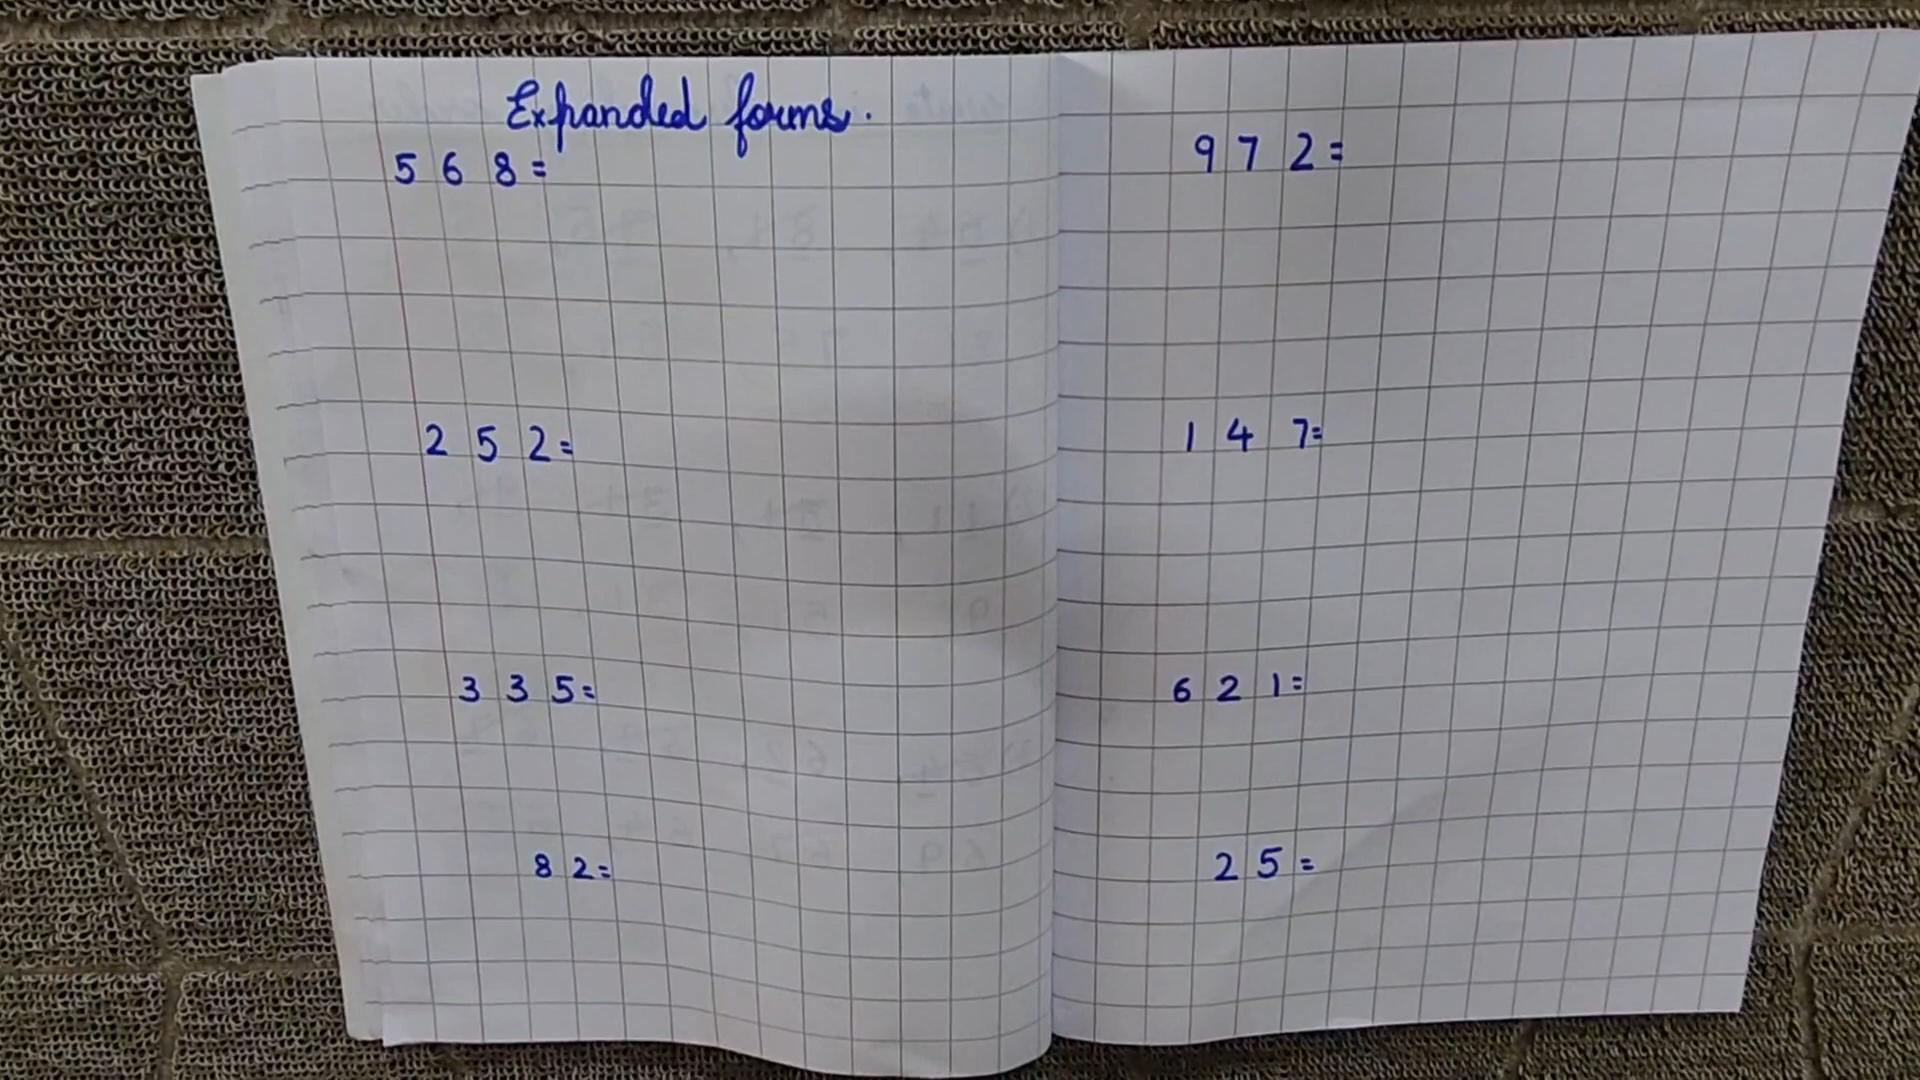 Expanded forms.
5 6 8 =
2 5 2 =
3 3 5 =
8 2 =
9 7 2 =
1 4 7 =
6 2 1 =
2 5 =